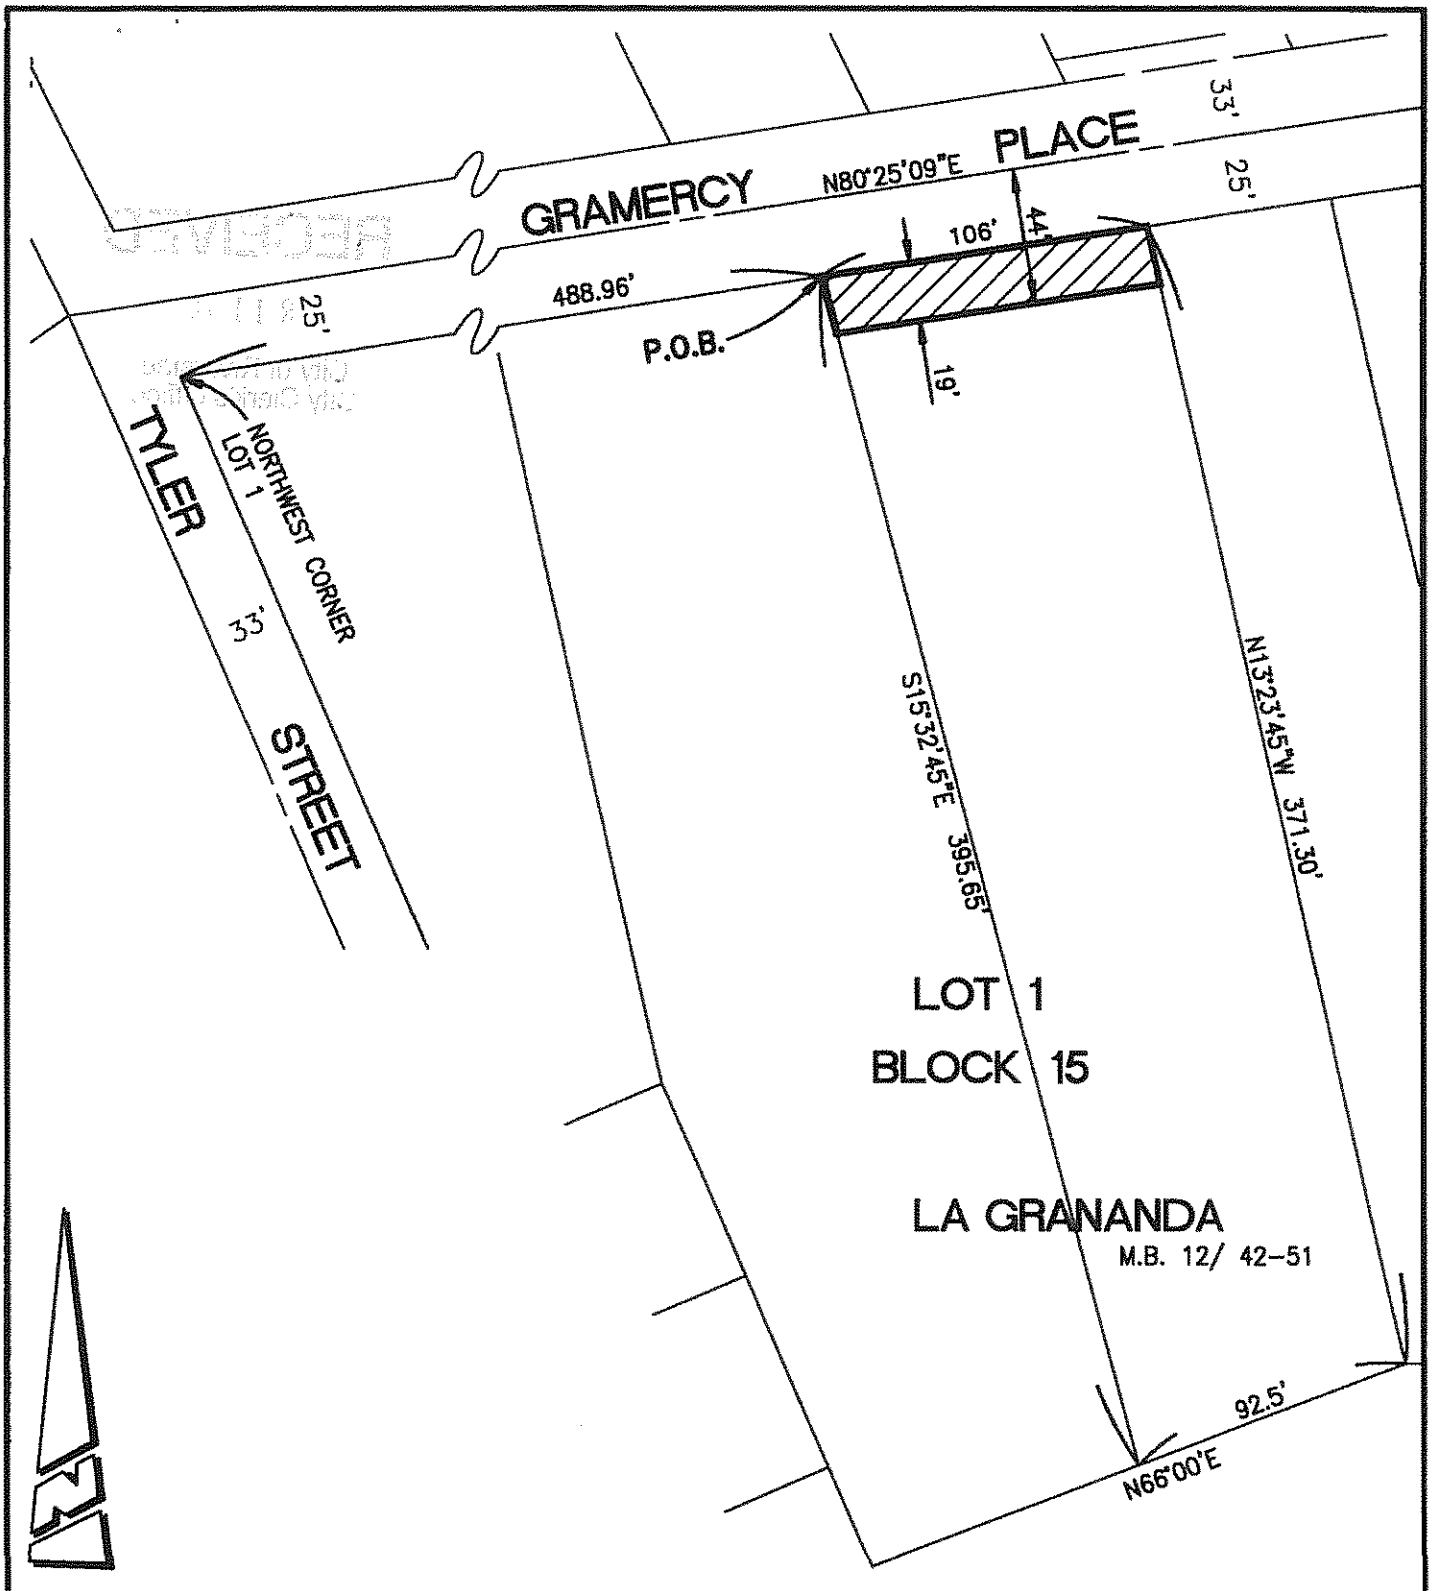 33'
GRAMERCY PLACE
N80°25'09"E
25'
106'
44'
488.96'
25'
P.O.B.
19'
TYLER STREET
NORTHWEST CORNER
LOT 1
33'
S15°32'45"E 395.65'
N13°23'45"W 371.30'
LOT 1
BLOCK 15
LA GRANANDA
M.B. 12/ 42-51
92.5'
N66°00'E
N
RECEIVED